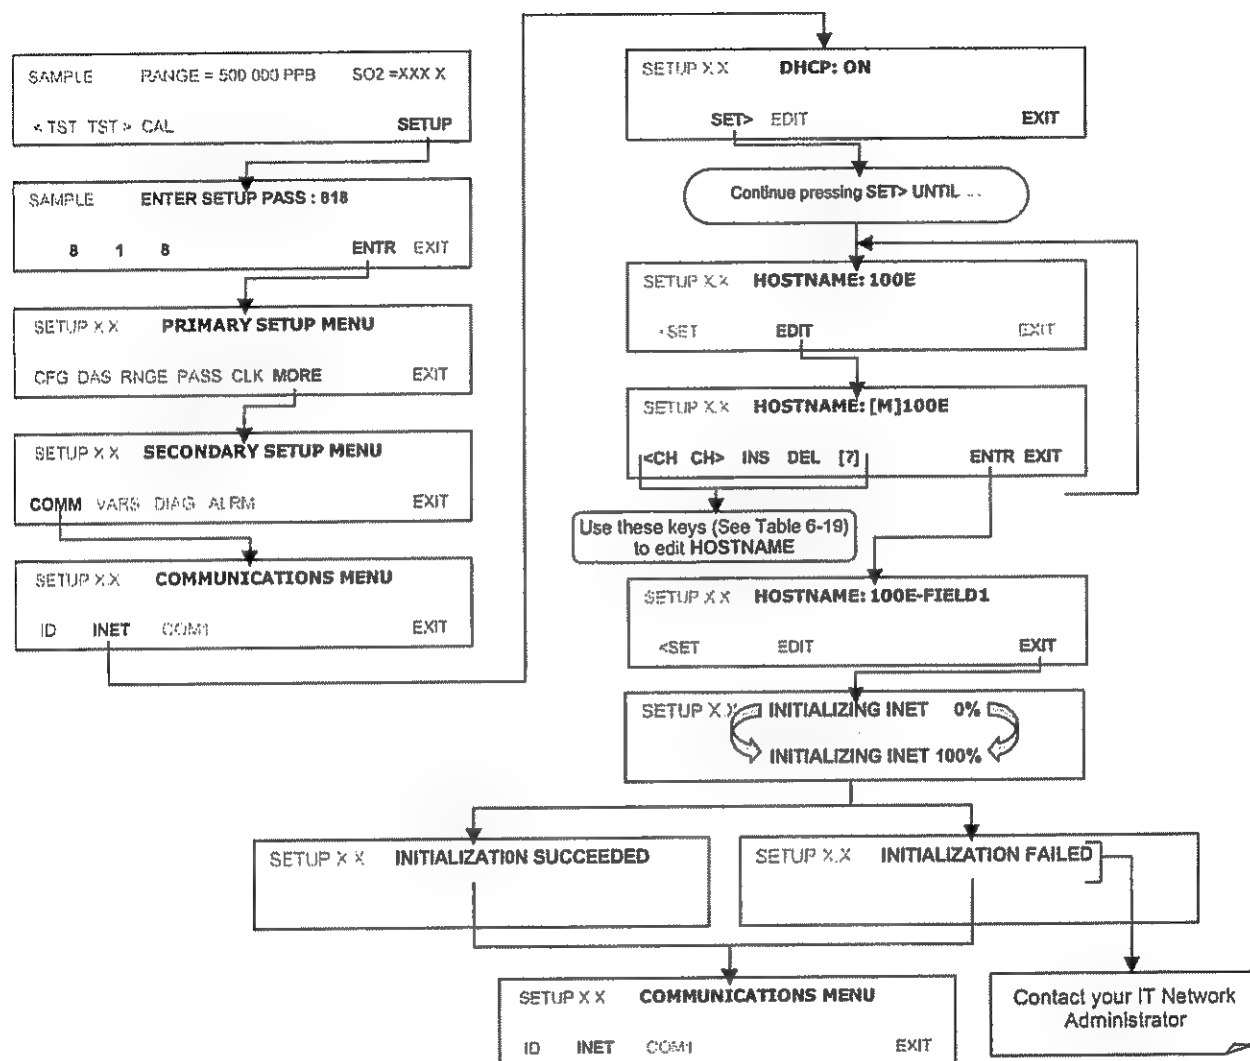 SAMPLE RANGE = 500 000 PPB SO2 =XXX X
< TST TST > CAL SETUP
SAMPLE ENTER SETUP PASS : 818
8 1 8 ENTR EXIT
SETUP X X PRIMARY SETUP MENU
CFG DAS RNGE PASS CLK MORE EXIT
SETUP X X SECONDARY SETUP MENU
COMM VARS DIAG ALRM EXIT
SETUP X.X COMMUNICATIONS MENU
ID INET COM1 EXIT
SETUP X X DHCP: ON
SET> EDIT EXIT
Continue pressing SET> UNTIL ...
SETUP X.X HOSTNAME: 100E
<SET EDIT EXIT
SETUP X.X HOSTNAME: [M]100E
<CH CH> INS DEL [?] ENTR EXIT
Use these keys (See Table 6-19)
to edit HOSTNAME
SETUP X X HOSTNAME: 100E-FIELD1
<SET EDIT EXIT
SETUP X.X INITIALIZING INET 0%
INITIALIZING INET 100%
SETUP X X INITIALIZATI0N SUCCEEDED
SETUP X.X INITIALIZATION FAILED
SETUP X X COMMUNICATIONS MENU
ID INET COM1 EXIT
Contact your IT Network
Administrator